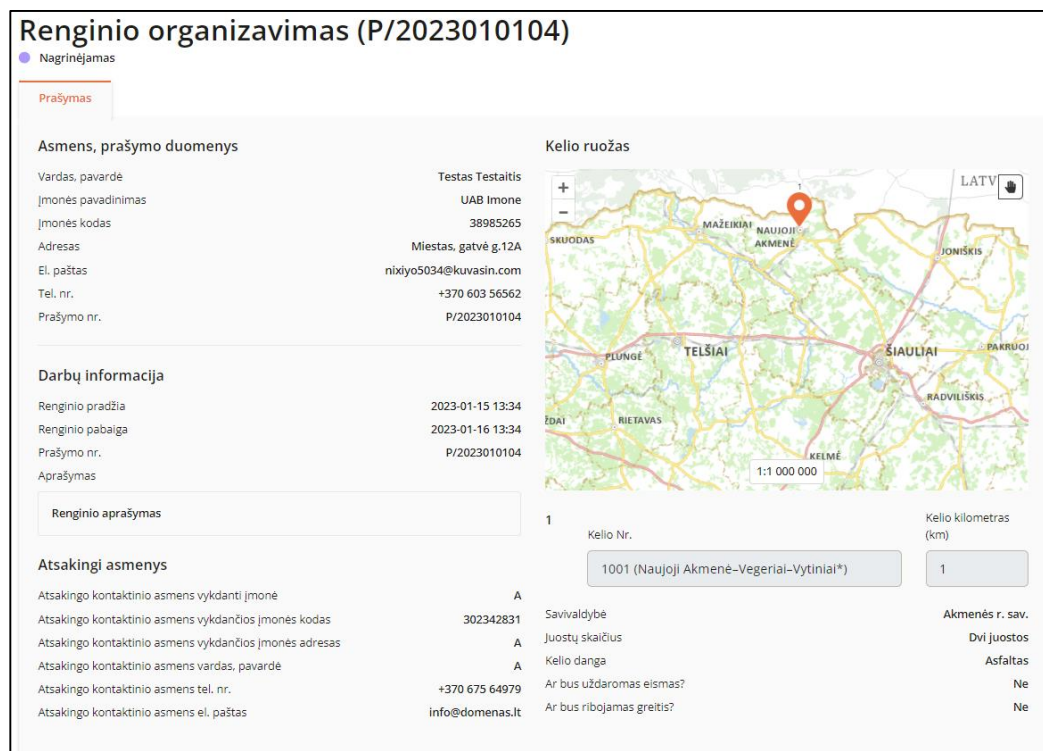 Renginio organizavimas (P/2023010104)
Nagrinėjamas
Prašymas
Asmens, prašymo duomenys
Vardas, pavardė Testas Testaitis
Įmonės pavadinimas UAB Imone
Įmonės kodas 38985265
Adresas Miestas, gatvė g.12A
El. paštas nixiyo5034@kuvasin.com
Tel. nr. +370 603 56562
Prašymo nr. P/2023010104
Darbų informacija
Renginio pradžia 2023-01-15 13:34
Renginio pabaiga 2023-01-16 13:34
Prašymo nr. P/2023010104
Aprašymas
Renginio aprašymas
Atsakingi asmenys
Atsakingo kontaktinio asmens vykdanti įmonė A
Atsakingo kontaktinio asmens vykdančios įmonės kodas 302342831
Atsakingo kontaktinio asmens vykdančios įmonės adresas A
Atsakingo kontaktinio asmens vardas, pavardė A
Atsakingo kontaktinio asmens tel. nr. +370 675 64979
Atsakingo kontaktinio asmens el. paštas info@domenas.lt
Kelio ruožas
+
−
1
LATV
SKUODAS
MAŽEIKIAI
NAUJOJI
AKMENĖ
JONIŠKIS
PLUNGĖ
TELŠIAI
ŠIAULIAI
PAKRUOJ
RADVILIŠKIS
ŽDAI
RIETAVAS
KELMĖ
1:1 000 000
1
Kelio Nr.
Kelio kilometras
(km)
1001 (Naujoji Akmenė–Vegeriai–Vytiniai*)
1
Savivaldybė Akmenės r. sav.
Juostų skaičius Dvi juostos
Kelio danga Asfaltas
Ar bus uždaromas eismas? Ne
Ar bus ribojamas greitis? Ne